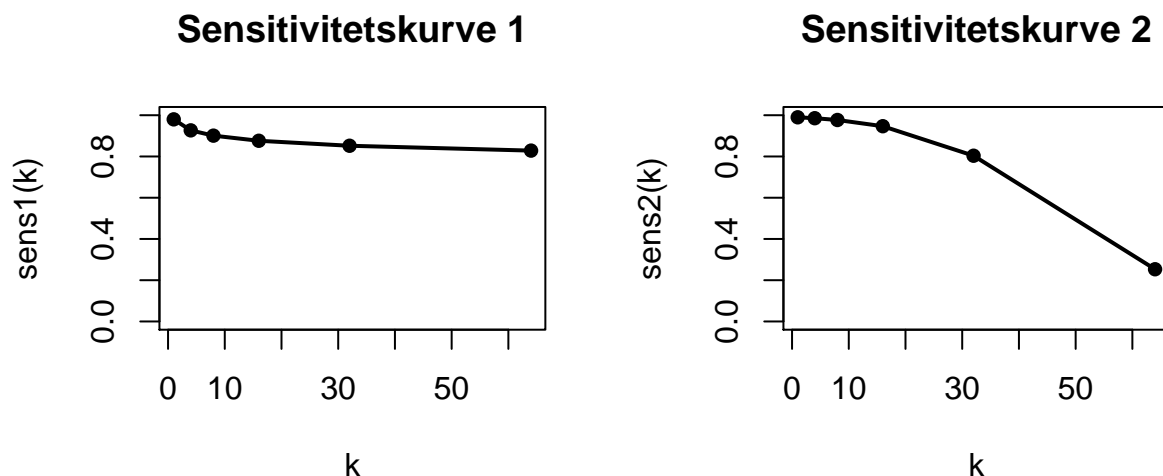 Sensitivitetskurve 1
sens1(k)
0.0 0.4 0.8
0 10 30 50
k
Sensitivitetskurve 2
sens2(k)
0.0 0.4 0.8
0 10 30 50
k